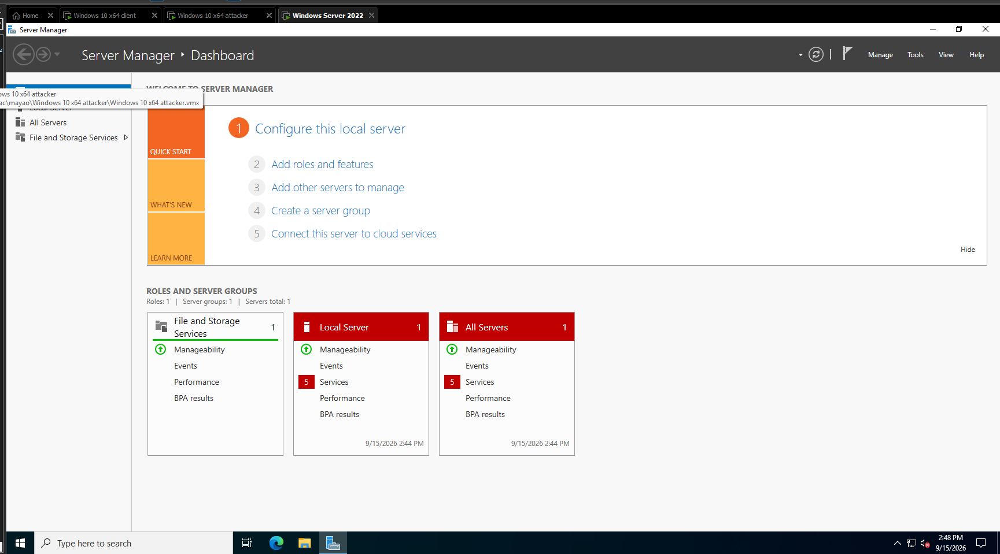 Home
Windows 10 x64 client
Windows 10 x64 attacker
Windows Server 2022
Server Manager
Server Manager
Dashboard
Manage
Tools
View
Help
WELCOME TO SERVER MANAGER
ows 10 x64 attacker
ac\mayao\Windows 10 x64 attacker\Windows 10 x64 attacker.vmx
Local Server
All Servers
File and Storage Services
QUICK START
WHAT'S NEW
LEARN MORE
1 Configure this local server
2 Add roles and features
3 Add other servers to manage
4 Create a server group
5 Connect this server to cloud services
Hide
ROLES AND SERVER GROUPS
Roles: 1 | Server groups: 1 | Servers total: 1
File and Storage
Services
1
Manageability
Events
Performance
BPA results
Local Server 1
Manageability
Events
5 Services
Performance
BPA results
9/15/2026 2:44 PM
All Servers 1
Manageability
Events
5 Services
Performance
BPA results
9/15/2026 2:44 PM
Type here to search
2:48 PM
9/15/2026